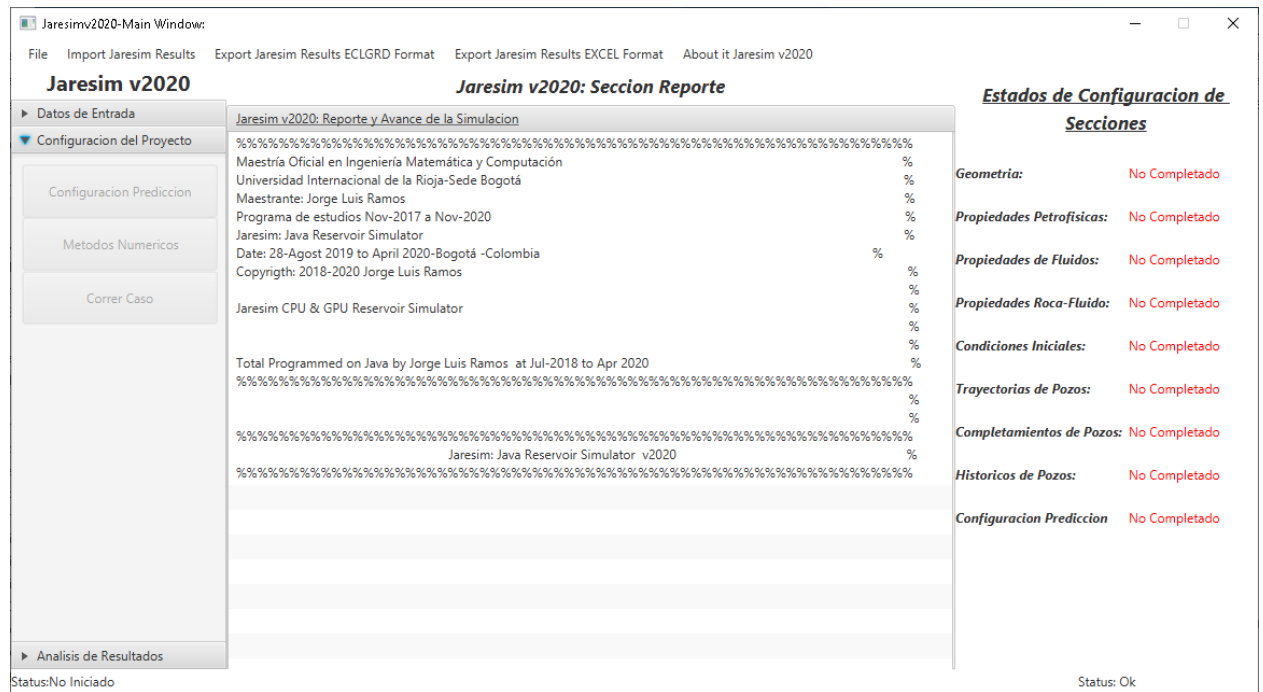 Jaresimv2020-Main Window:
File Import Jaresim Results Export Jaresim Results ECLGRD Format Export Jaresim Results EXCEL Format About it Jaresim v2020
Jaresim v2020
Datos de Entrada
Configuracion del Proyecto
Configuracion Prediccion
Metodos Numericos
Correr Caso
Analisis de Resultados
Jaresim v2020: Seccion Reporte
Jaresim v2020: Reporte y Avance de la Simulacion
%%%%%%%%%%%%%%%%%%%%%%%%%%%%%%%%%%%%%%%%%%%%%%%%%%%%%%%%%%%%%%%
Maestría Oficial en Ingeniería Matemática y Computación %
Universidad Internacional de la Rioja-Sede Bogotá %
Maestrante: Jorge Luis Ramos %
Programa de estudios Nov-2017 a Nov-2020 %
Jaresim: Java Reservoir Simulator %
Date: 28-Agost 2019 to April 2020-Bogotá -Colombia %
Copyrigth: 2018-2020 Jorge Luis Ramos %
%
Jaresim CPU & GPU Reservoir Simulator %
%
%
Total Programmed on Java by Jorge Luis Ramos at Jul-2018 to Apr 2020 %
%%%%%%%%%%%%%%%%%%%%%%%%%%%%%%%%%%%%%%%%%%%%%%%%%%%%%%%%%%%%%%%
%
%
%%%%%%%%%%%%%%%%%%%%%%%%%%%%%%%%%%%%%%%%%%%%%%%%%%%%%%%%%%%%%%%
Jaresim: Java Reservoir Simulator v2020 %
%%%%%%%%%%%%%%%%%%%%%%%%%%%%%%%%%%%%%%%%%%%%%%%%%%%%%%%%%%%%%%%
Estados de Configuracion de
Secciones
Geometria: No Completado
Propiedades Petrofisicas: No Completado
Propiedades de Fluidos: No Completado
Propiedades Roca-Fluido: No Completado
Condiciones Iniciales: No Completado
Trayectorias de Pozos: No Completado
Completamientos de Pozos: No Completado
Historicos de Pozos: No Completado
Configuracion Prediccion No Completado
Status:No Iniciado Status: Ok